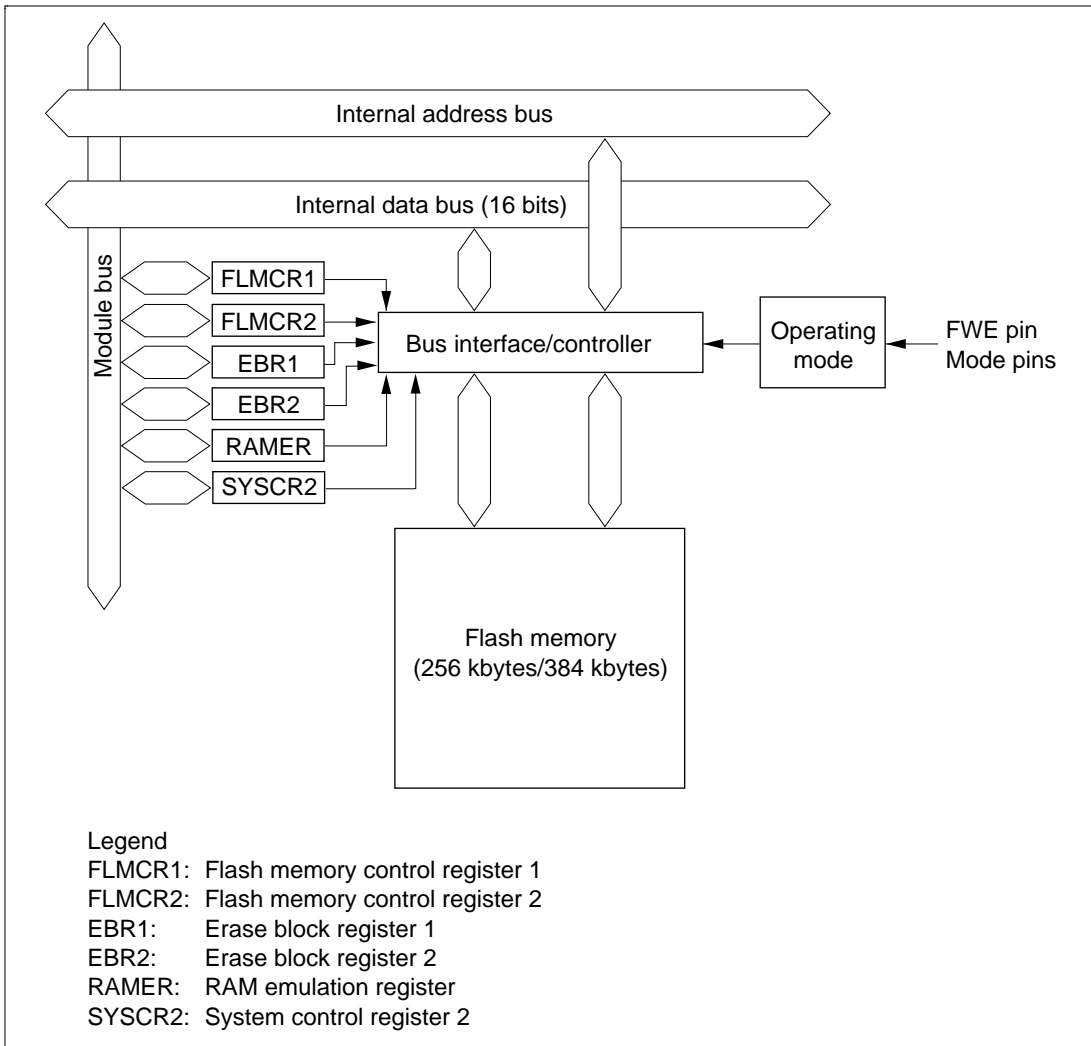 Internal address bus
Internal data bus (16 bits)
Module bus
FLMCR1
FLMCR2
EBR1
EBR2
RAMER
SYSCR2
Bus interface/controller
Operating
mode
FWE pin
Mode pins
Flash memory
(256 kbytes/384 kbytes)
Legend
FLMCR1: Flash memory control register 1
FLMCR2: Flash memory control register 2
EBR1: Erase block register 1
EBR2: Erase block register 2
RAMER: RAM emulation register
SYSCR2: System control register 2